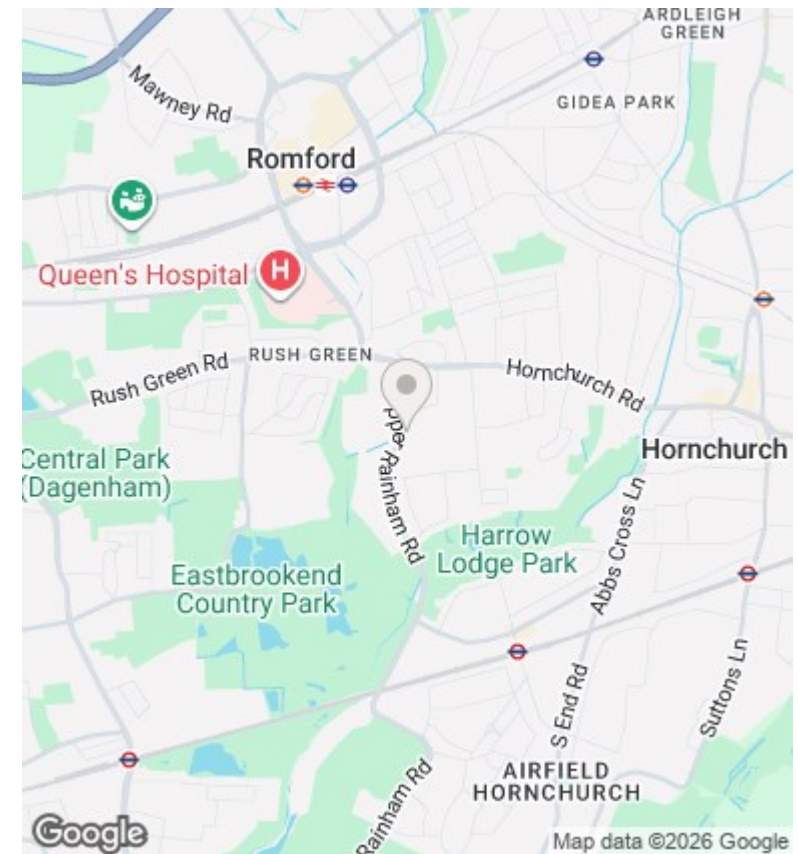 ARDLEIGH
GREEN
Mawney Rd
GIDEA PARK
Romford
Queen's Hospital
H
RUSH GREEN
Rush Green Rd
Hornchurch Rd
Upper Rainham Rd
Hornchurch
Central Park
(Dagenham)
Abbs Cross Ln
Harrow
Lodge Park
Eastbrookend
Country Park
Suttons Ln
S End Rd
AIRFIELD
HORNCHURCH
Rainham Rd
Google
Map data ©2026 Google